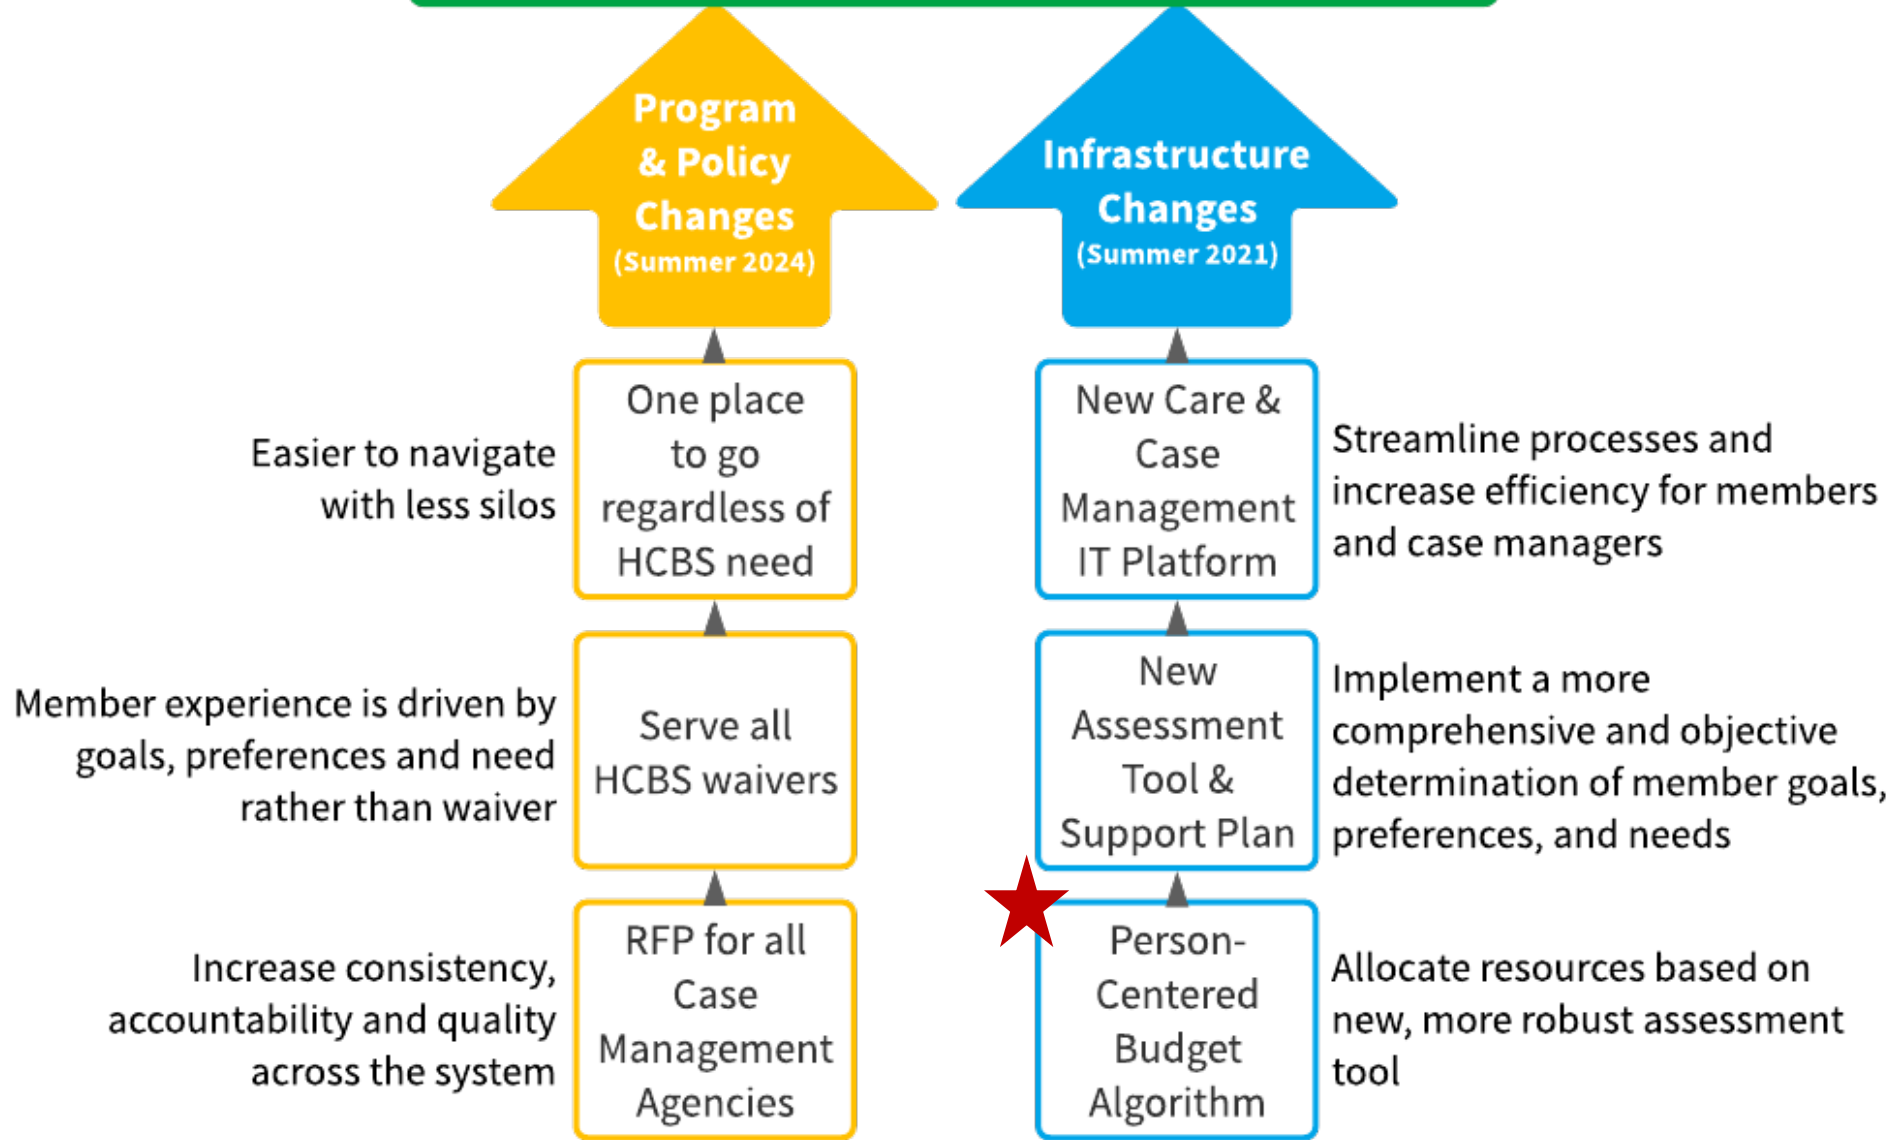 Program
& Policy
Changes
(Summer 2024)
Infrastructure
Changes
(Summer 2021)
Easier to navigate
with less silos
One place
to go
regardless of
HCBS need
New Care &
Case
Management
IT Platform
Streamline processes and
increase efficiency for members
and case managers
Member experience is driven by
goals, preferences and need
rather than waiver
Serve all
HCBS waivers
New
Assessment
Tool &
Support Plan
Implement a more
comprehensive and objective
determination of member goals,
preferences, and needs
Increase consistency,
accountability and quality
across the system
RFP for all
Case
Management
Agencies
Person-
Centered
Budget
Algorithm
Allocate resources based on
new, more robust assessment
tool